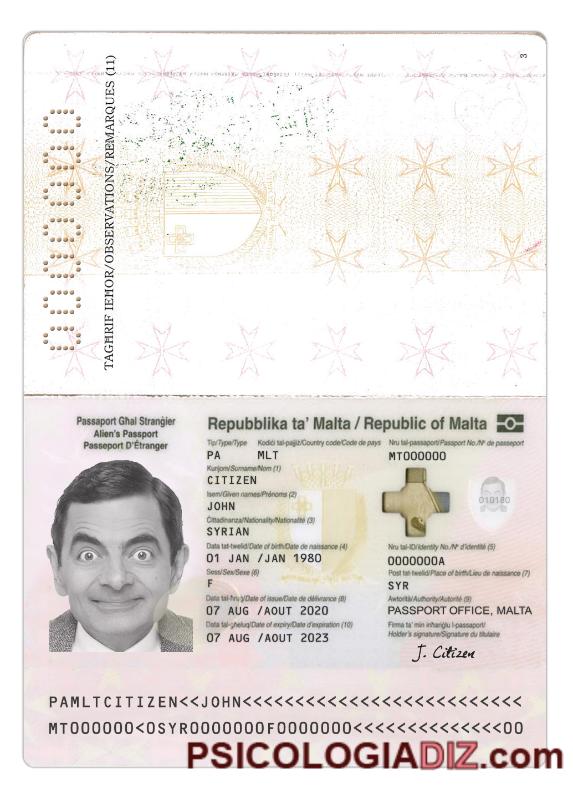 3
TAGĦRIF IEĦOR/OBSERVATIONS/REMARQUES (11)
Passaport Għal Stranġier
Alien's Passport
Passeport D'Étranger
Repubblika ta' Malta / Republic of Malta
Tip/Type/Type Kodiċi tal-pajjiż/Country code/Code de pays Nru tal-passaport/Passport No./Nº de passeport
PA MLT MT000000
Kunjom/Surname/Nom (1)
CITIZEN
Isem/Given names/Prénoms (2)
JOHN
Ċittadinanza/Nationality/Nationalité (3)
SYRIAN
Data tat-twelid/Date of birth/Date de naissance (4) Nru tal-ID/Identity No./Nº d'identité (5)
01 JAN /JAN 1980 0000000A
Sess/Sex/Sexe (6) Post tat-twelid/Place of birth/Lieu de naissance (7)
F SYR
Data tal-ħruġ/Date of issue/Date de délivrance (8) Awtorità/Authority/Autorité (9)
07 AUG /AOUT 2020 PASSPORT OFFICE, MALTA
Data tal-għeluq/Date of expiry/Date d'expiration (10) Firma ta' min inħariġlu l-passaport/
07 AUG /AOUT 2023 Holder's signature/Signature du titulaire
J. Citizen
010180
PAMLTCITIZEN<<JOHN<<<<<<<<<<<<<<<<<<<<<<<<<<
MT000000<0SYR0000000F0000000<<<<<<<<<<<<<<00
PSICOLOGIADIZ.com